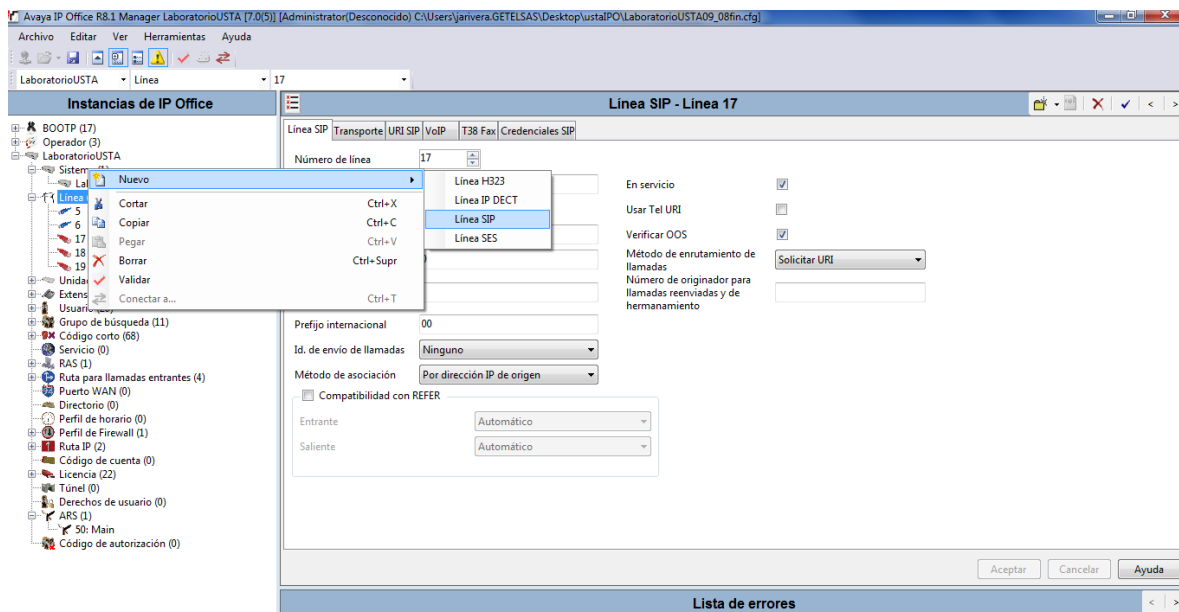 Avaya IP Office R8.1 Manager LaboratorioUSTA [7.0(5)] [Administrator(Desconocido) C:\Users\jarivera.GETELSAS\Desktop\ustaIPO\LaboratorioUSTA09_08fin.cfg]
Archivo Editar Ver Herramientas Ayuda
LaboratorioUSTA Línea 17
Instancias de IP Office
BOOTP (17)
Operador (3)
LaboratorioUSTA
Línea
5
6
17
18
19
Grupo de búsqueda (11)
Código corto (68)
Servicio (0)
RAS (1)
Ruta para llamadas entrantes (4)
Puerto WAN (0)
Directorio (0)
Perfil de horario (0)
Perfil de Firewall (1)
Ruta IP (2)
Código de cuenta (0)
Licencia (22)
Túnel (0)
Derechos de usuario (0)
ARS (1)
50: Main
Código de autorización (0)
Nuevo
Cortar Ctrl+X
Copiar Ctrl+C
Pegar Ctrl+V
Borrar Ctrl+Supr
Validar
Conectar a... Ctrl+T
Línea H323
Línea IP DECT
Línea SIP
Línea SES
Línea SIP - Línea 17
Línea SIP Transporte URI SIP VoIP T38 Fax Credenciales SIP
Número de línea 17
Prefijo internacional 00
Id. de envío de llamadas Ninguno
Método de asociación Por dirección IP de origen
Compatibilidad con REFER
Entrante Automático
Saliente Automático
En servicio
Usar Tel URI
Verificar OOS
Método de enrutamiento de
llamadas
Solicitar URI
Número de originador para
llamadas reenviadas y de
hermanamiento
Aceptar Cancelar Ayuda
Lista de errores